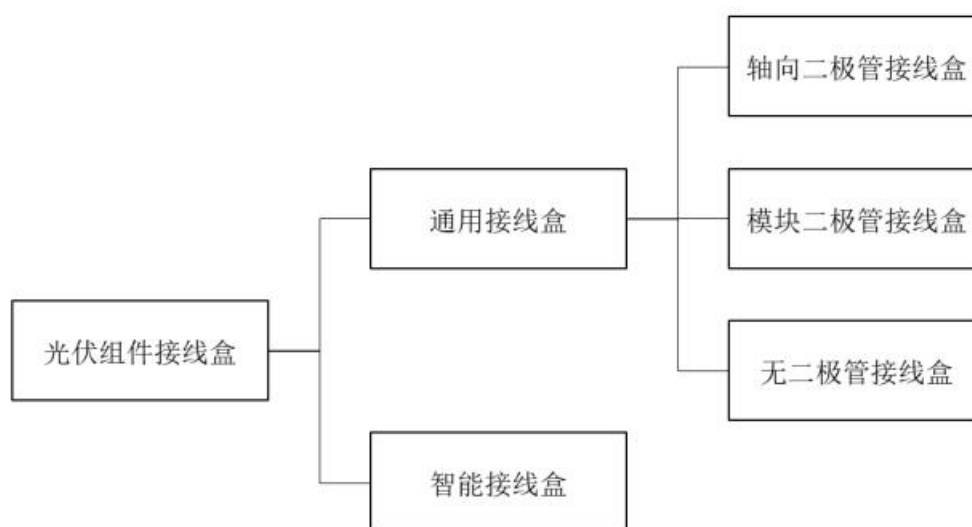 轴向二极管接线盒
通用接线盒
模块二极管接线盒
光伏组件接线盒
无二极管接线盒
智能接线盒